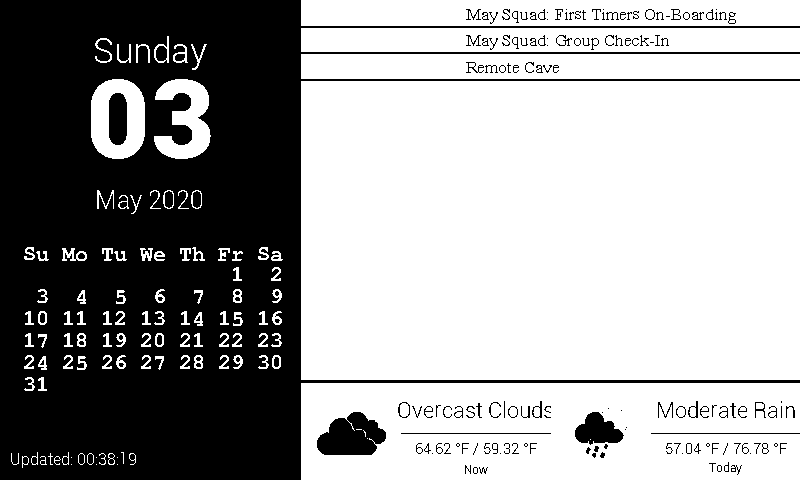 Sunday
03
May 2020
Su Mo Tu We Th Fr Sa
1 2
3 4 5 6 7 8 9
10 11 12 13 14 15 16
17 18 19 20 21 22 23
24 25 26 27 28 29 30
31
Updated: 00:38:19
May Squad: First Timers On-Boarding
May Squad: Group Check-In
Remote Cave
Overcast Clouds
64.62 °F / 59.32 °F
Now
Moderate Rain
57.04 °F / 76.78 °F
Today